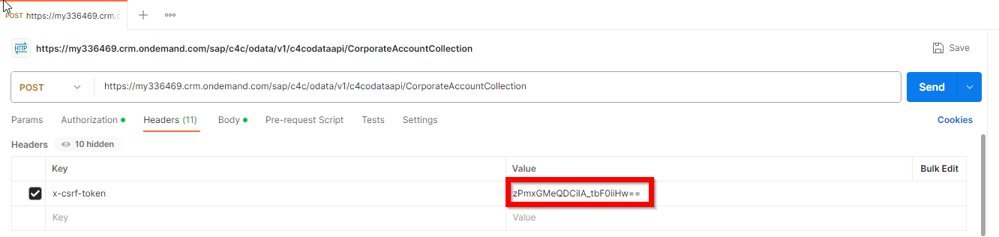 POST https://my336469.crm.o
HTTP https://my336469.crm.ondemand.com/sap/c4c/odata/v1/c4codataapi/CorporateAccountCollection Save
POST https://my336469.crm.ondemand.com/sap/c4c/odata/v1/c4codataapi/CorporateAccountCollection Send
Params Authorization Headers (11) Body Pre-request Script Tests Settings Cookies
Headers 10 hidden
Key Value Bulk Edit
x-csrf-token zPmxGMeQDCiIA_tbF0iiHw==
Key Value